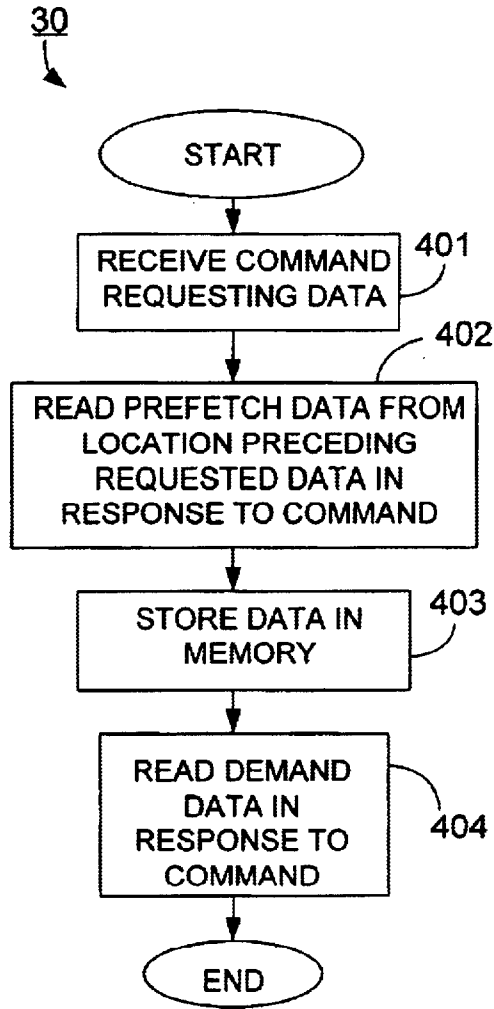 30
START
RECEIVE COMMAND
REQUESTING DATA
401
402
READ PREFETCH DATA FROM
LOCATION PRECEDING
REQUESTED DATA IN
RESPONSE TO COMMAND
403
STORE DATA IN
MEMORY
READ DEMAND
DATA IN
RESPONSE TO
COMMAND
404
END